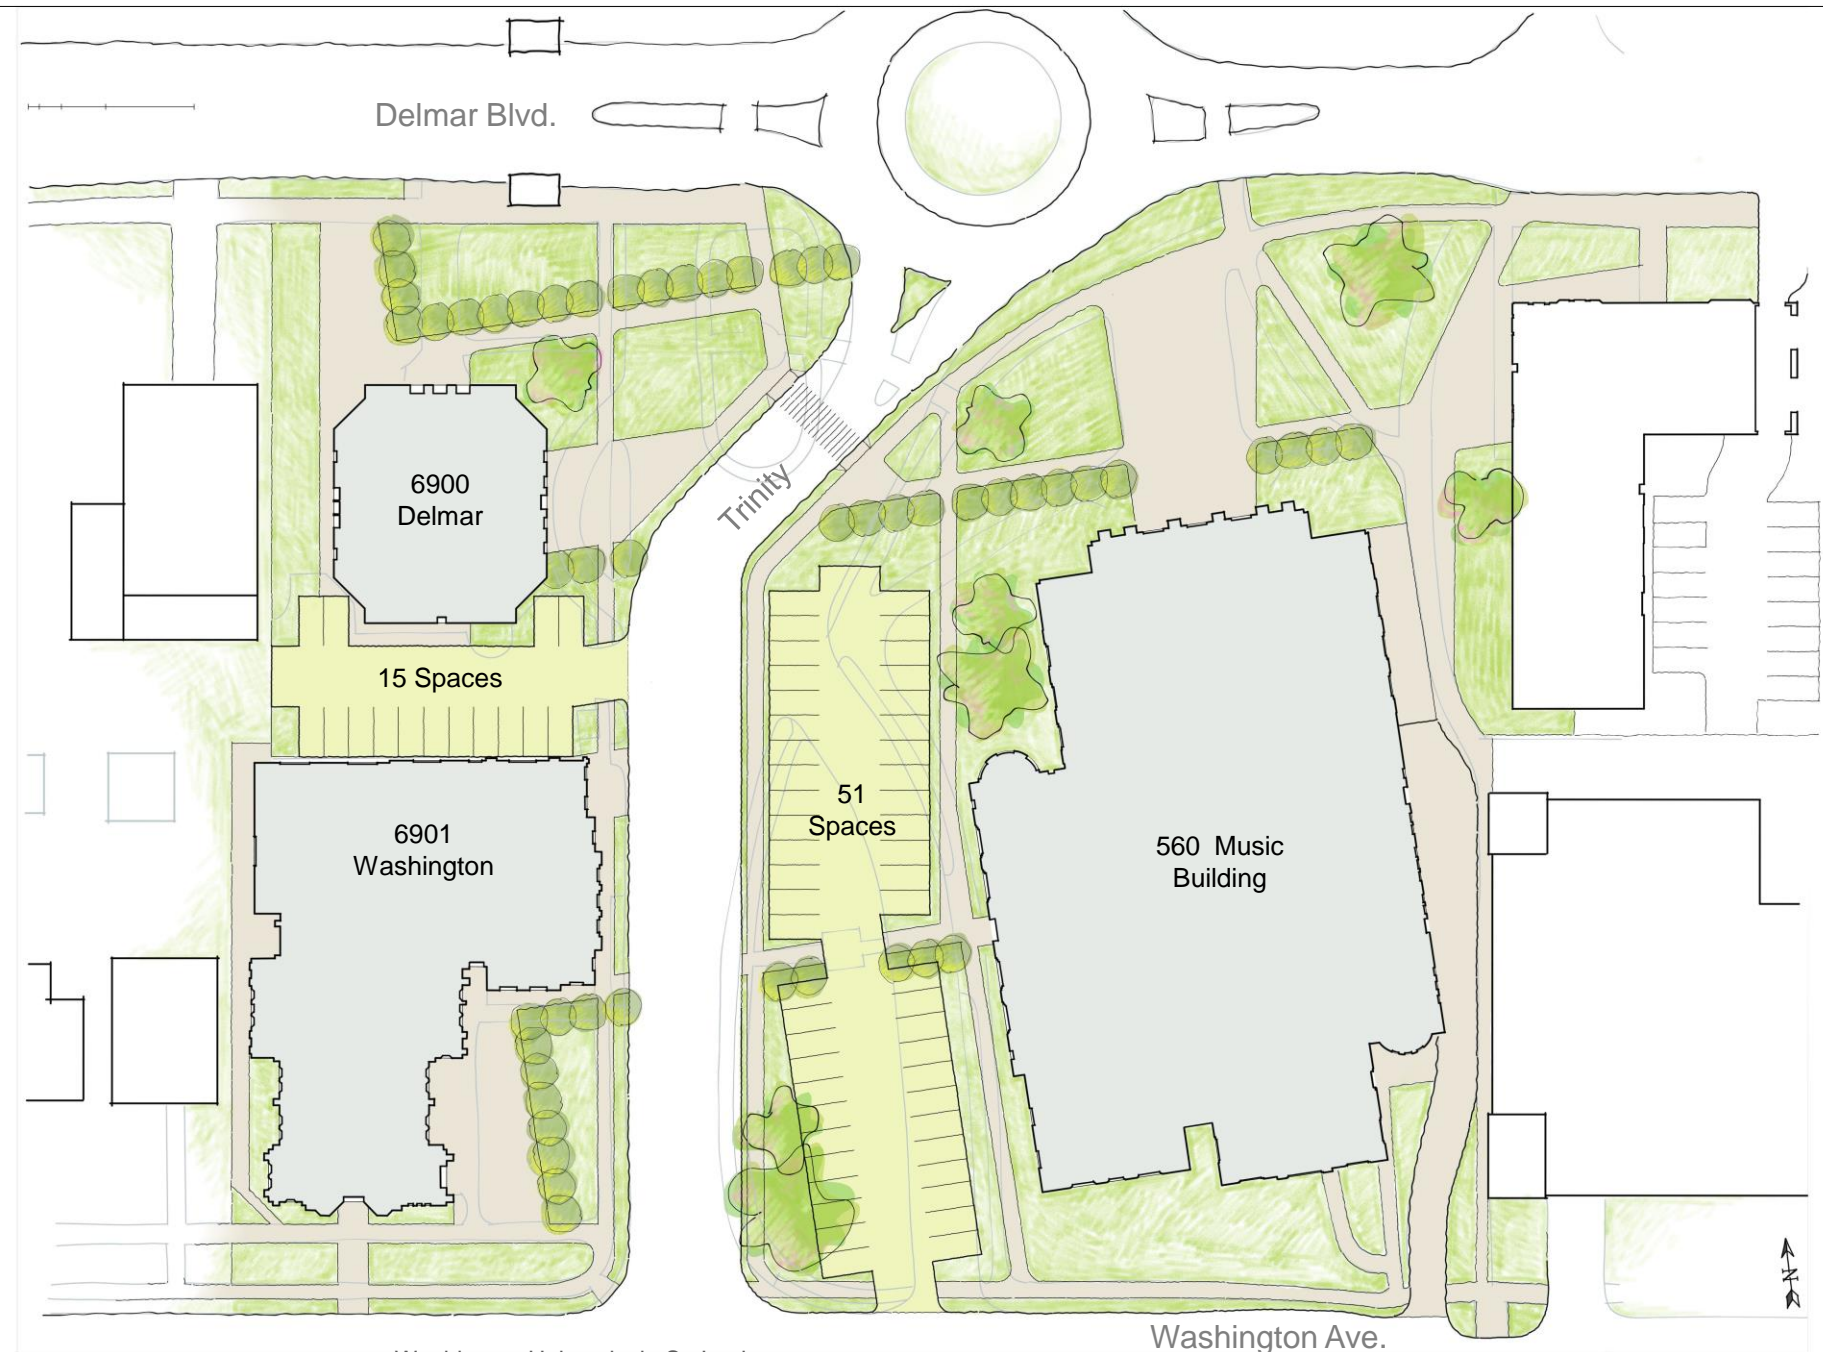 Delmar Blvd.
6900
Delmar
Trinity
15 Spaces
51
Spaces
6901
Washington
560 Music
Building
N
Washington Ave.